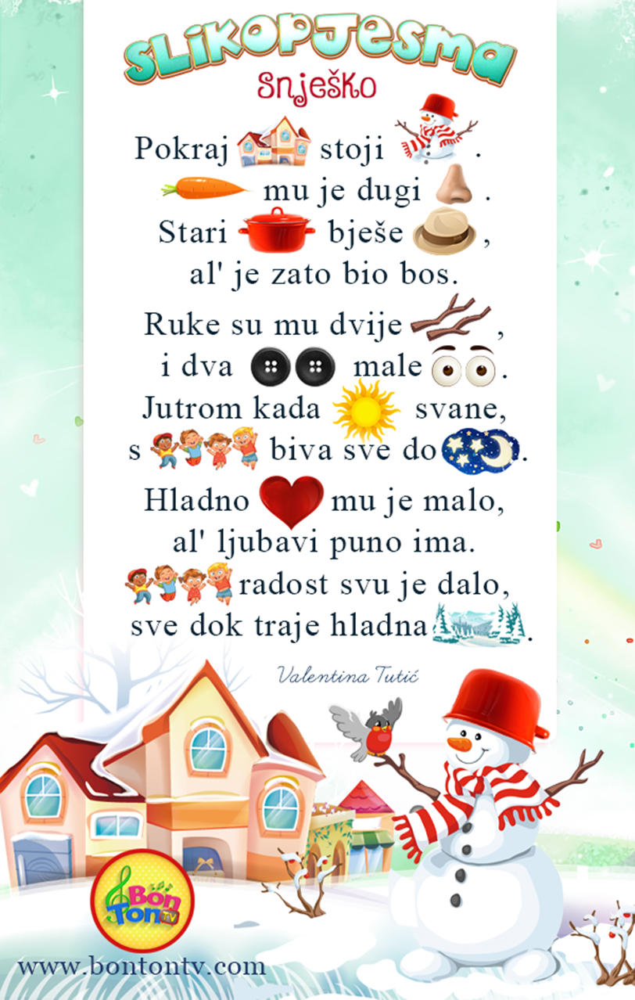 SLIKOPJESMA
Snješko
Pokraj stoji .
mu je dugi .
Stari bješe ,
al' je zato bio bos.
Ruke su mu dvije ,
i dva male .
Jutrom kada svane,
s biva sve do .
Hladno mu je malo,
al' ljubavi puno ima.
radost svu je dalo,
sve dok traje hladna .
Valentina Tutić
Bon
Ton TV
www.bontontv.com